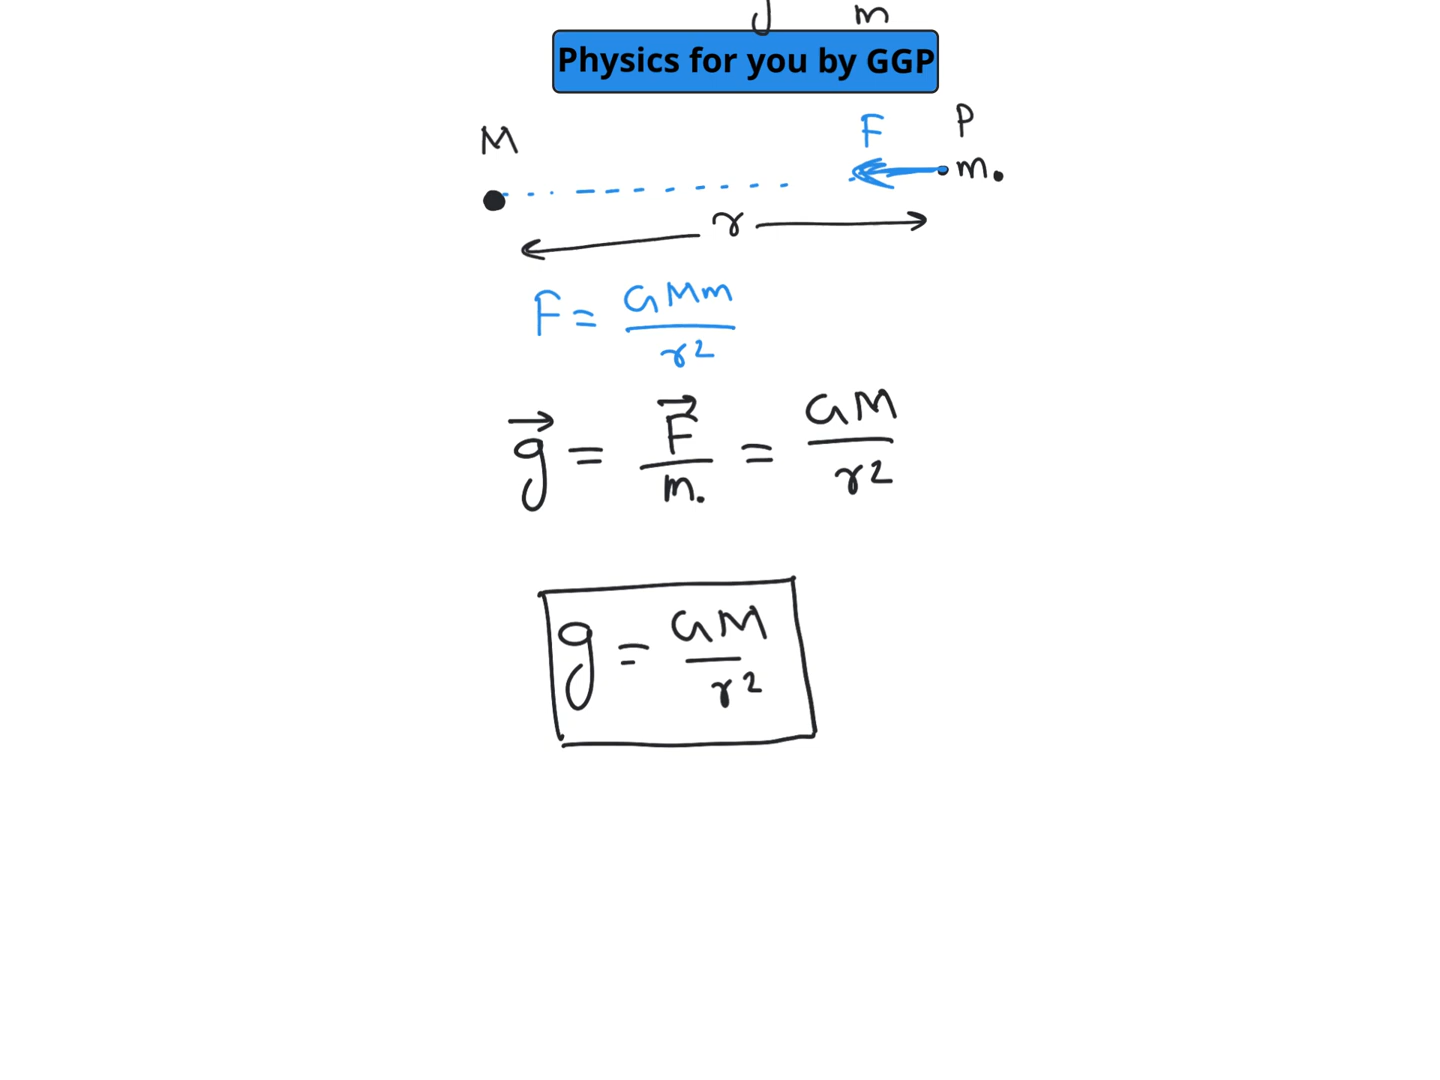 g m
Physics for you by GGP
M F P
m.
r
F = GMm / r²
g⃗ = F⃗ / m. = GM / r²
g = GM / r²